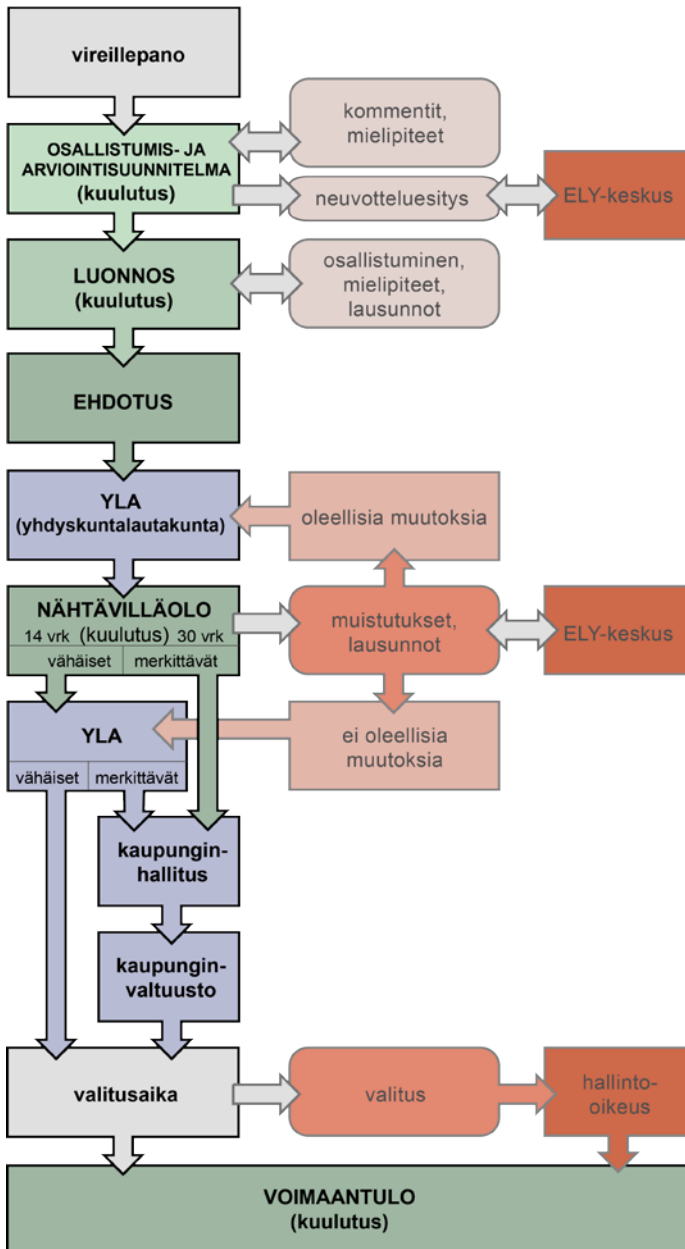 vireillepano
kommentit,
mielipiteet
OSALLISTUMIS- JA
ARVIOINTISUUNNITELMA
(kuulutus)
neuvotteluesitys
ELY-keskus
LUONNOS
(kuulutus)
osallistuminen,
mielipiteet,
lausunnot
EHDOTUS
YLA
(yhdyskuntalautakunta)
oleellisia muutoksia
NÄHTÄVILLÄOLO
14 vrk (kuulutus) 30 vrk
vähäiset merkittävät
muistutukset,
lausunnot
ELY-keskus
YLA
vähäiset merkittävät
ei oleellisia
muutoksia
kaupungin-
hallitus
kaupungin-
valtuusto
valitusaika
valitus
hallinto-
oikeus
VOIMAANTULO
(kuulutus)